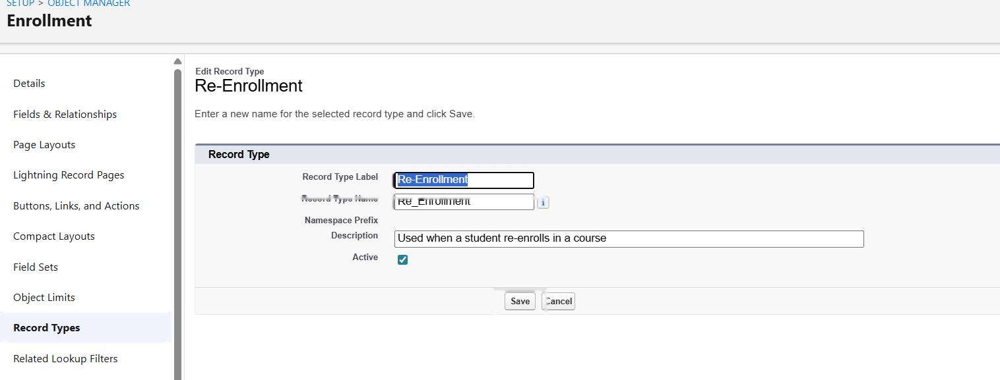 SETUP > OBJECT MANAGER
Enrollment
Details
Fields & Relationships
Page Layouts
Lightning Record Pages
Buttons, Links, and Actions
Compact Layouts
Field Sets
Object Limits
Record Types
Related Lookup Filters
Edit Record Type
Re-Enrollment
Enter a new name for the selected record type and click Save.
Record Type
Record Type Label Re-Enrollment
Record Type Name Re_Enrollment i
Namespace Prefix
Description Used when a student re-enrolls in a course
Active
Save Cancel